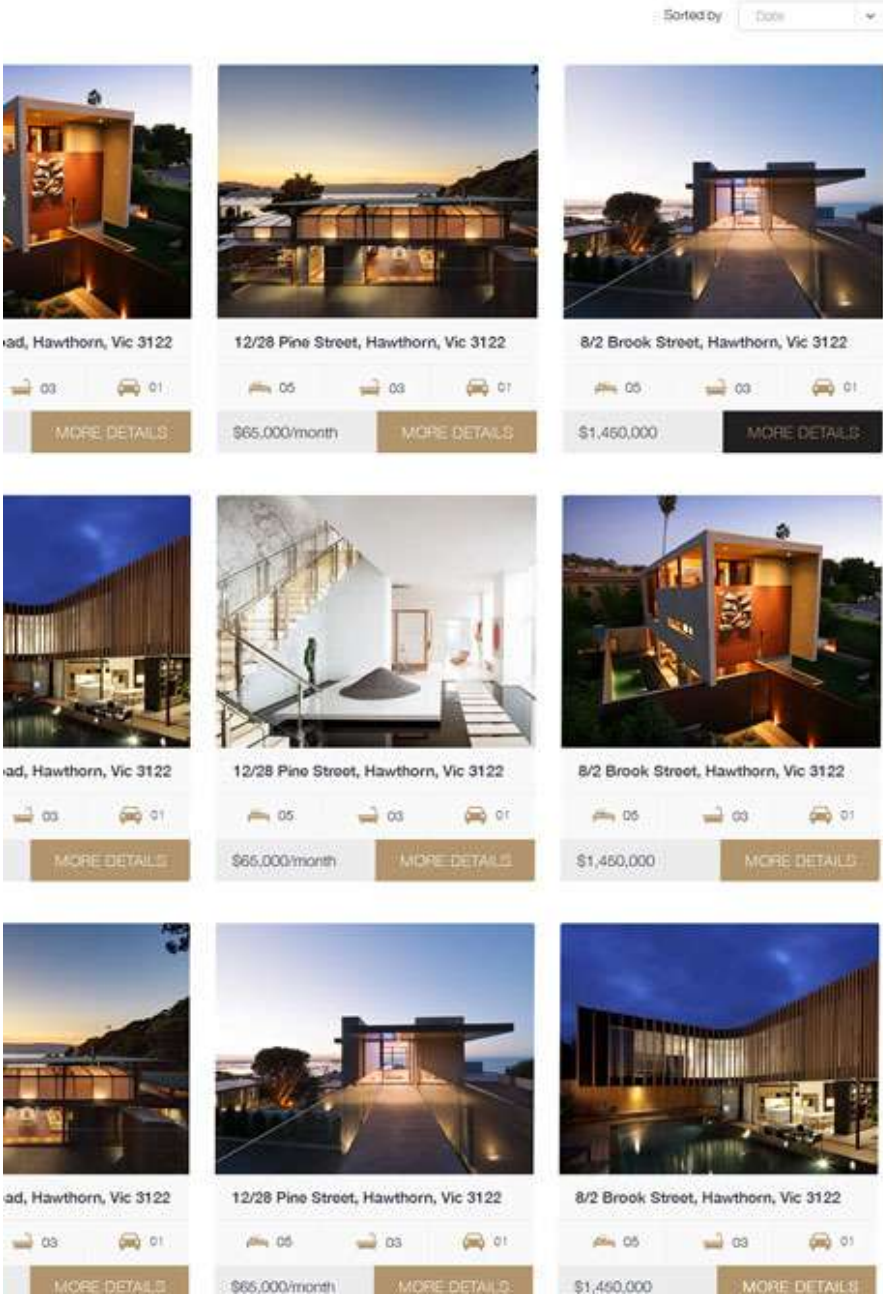 Sorted by Date
ad, Hawthorn, Vic 3122
12/28 Pine Street, Hawthorn, Vic 3122
8/2 Brook Street, Hawthorn, Vic 3122
03 01
05 03 01
05 03 01
MORE DETAILS
$65,000/month MORE DETAILS
$1,450,000 MORE DETAILS
ad, Hawthorn, Vic 3122
12/28 Pine Street, Hawthorn, Vic 3122
8/2 Brook Street, Hawthorn, Vic 3122
03 01
05 03 01
05 03 01
MORE DETAILS
$65,000/month MORE DETAILS
$1,450,000 MORE DETAILS
ad, Hawthorn, Vic 3122
12/28 Pine Street, Hawthorn, Vic 3122
8/2 Brook Street, Hawthorn, Vic 3122
03 01
05 03 01
05 03 01
MORE DETAILS
$65,000/month MORE DETAILS
$1,450,000 MORE DETAILS